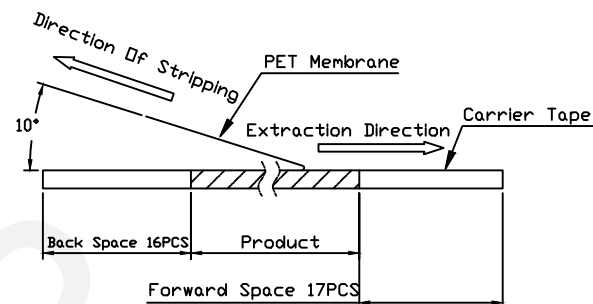 Direction Of Stripping
PET Membrane
10°
Extraction Direction
Carrier Tape
Back Space 16PCS
Product
Forward Space 17PCS